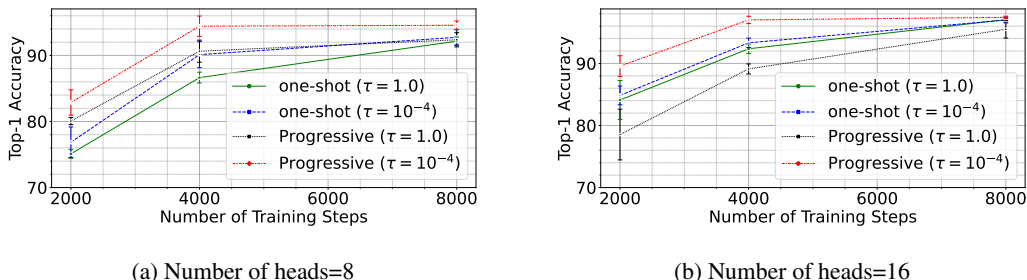 Top-1 Accuracy
90
80
70
2000 4000 6000 8000
Number of Training Steps
one-shot (τ = 1.0)
one-shot (τ = 10⁻⁴)
Progressive (τ = 1.0)
Progressive (τ = 10⁻⁴)
(a) Number of heads=8
Top-1 Accuracy
90
80
70
2000 4000 6000 8000
Number of Training Steps
one-shot (τ = 1.0)
one-shot (τ = 10⁻⁴)
Progressive (τ = 1.0)
Progressive (τ = 10⁻⁴)
(b) Number of heads=16